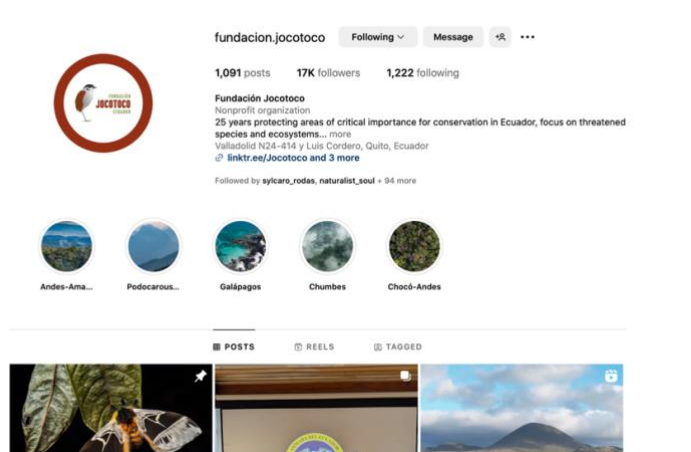 fundacion.jocotoco Following Message
1,091 posts 17K followers 1,222 following
Fundación Jocotoco
Nonprofit organization
25 years protecting areas of critical importance for conservation in Ecuador, focus on threatened
species and ecosystems... more
Valladolid N24-414 y Luis Cordero, Quito, Ecuador
linktr.ee/Jocotoco and 3 more
Followed by sylcaro_rodas, naturalist_soul + 94 more
FUNDACIÓN
JOCOTOCO
ECUADOR
Andes-Ama... Podocarous... Galápagos Chumbes Chocó-Andes
POSTS REELS TAGGED